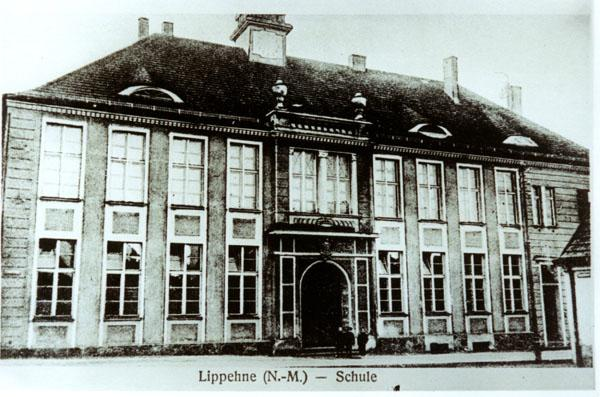 Lippehne (N.-M.) — Schule